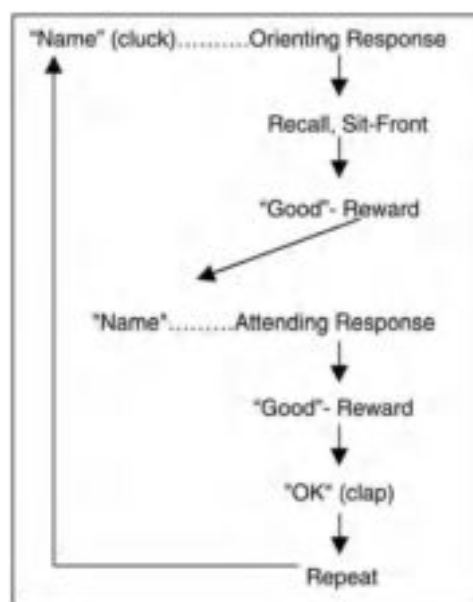 "Name" (cluck)..........Orienting Response
Recall, Sit-Front
"Good"- Reward
"Name".........Attending Response
"Good"- Reward
"OK" (clap)
Repeat